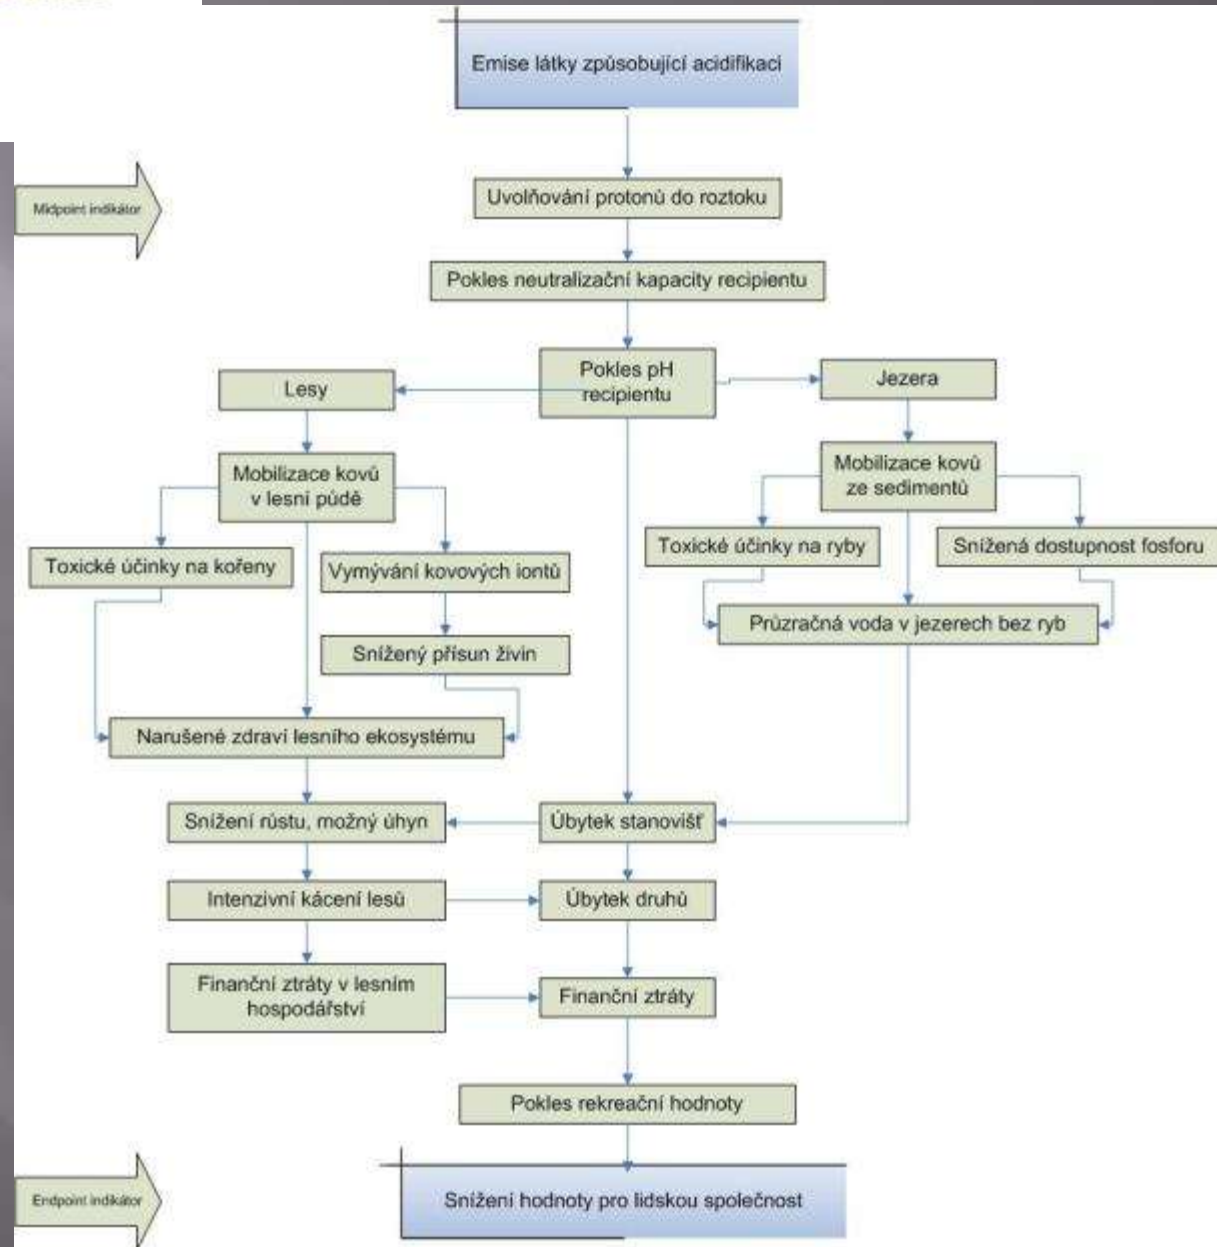 Emise látky způsobující acidifikaci
Midpoint indikátor
Uvolňování protonů do roztoku
Pokles neutralizační kapacity recipientu
Pokles pH
recipientu
Lesy
Jezera
Mobilizace kovů
v lesní půdě
Mobilizace kovů
ze sedimentů
Toxické účinky na kořeny
Vymývání kovových iontů
Toxické účinky na ryby
Snížená dostupnost fosforu
Průzračná voda v jezerech bez ryb
Snížený přísun živin
Narušené zdraví lesního ekosystému
Snížení růstu, možný úhyn
Úbytek stanovišť
Intenzivní kácení lesů
Úbytek druhů
Finanční ztráty v lesním
hospodářství
Finanční ztráty
Pokles rekreační hodnoty
Endpoint indikátor
Snížení hodnoty pro lidskou společnost